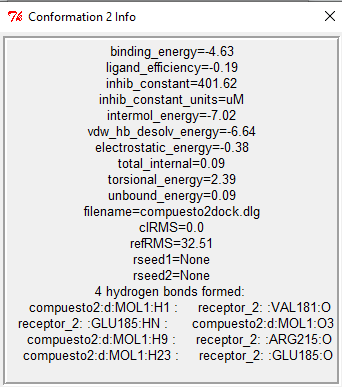 Conformation 2 Info
binding_energy=-4.63
ligand_efficiency=-0.19
inhib_constant=401.62
inhib_constant_units=uM
intermol_energy=-7.02
vdw_hb_desolv_energy=-6.64
electrostatic_energy=-0.38
total_internal=0.09
torsional_energy=2.39
unbound_energy=0.09
filename=compuesto2dock.dlg
clRMS=0.0
refRMS=32.51
rseed1=None
rseed2=None
4 hydrogen bonds formed:
compuesto2:d:MOL1:H1 : receptor_2: :VAL181:O
receptor_2: :GLU185:HN : compuesto2:d:MOL1:O3
compuesto2:d:MOL1:H9 : receptor_2: :ARG215:O
compuesto2:d:MOL1:H23 : receptor_2: :GLU185:O